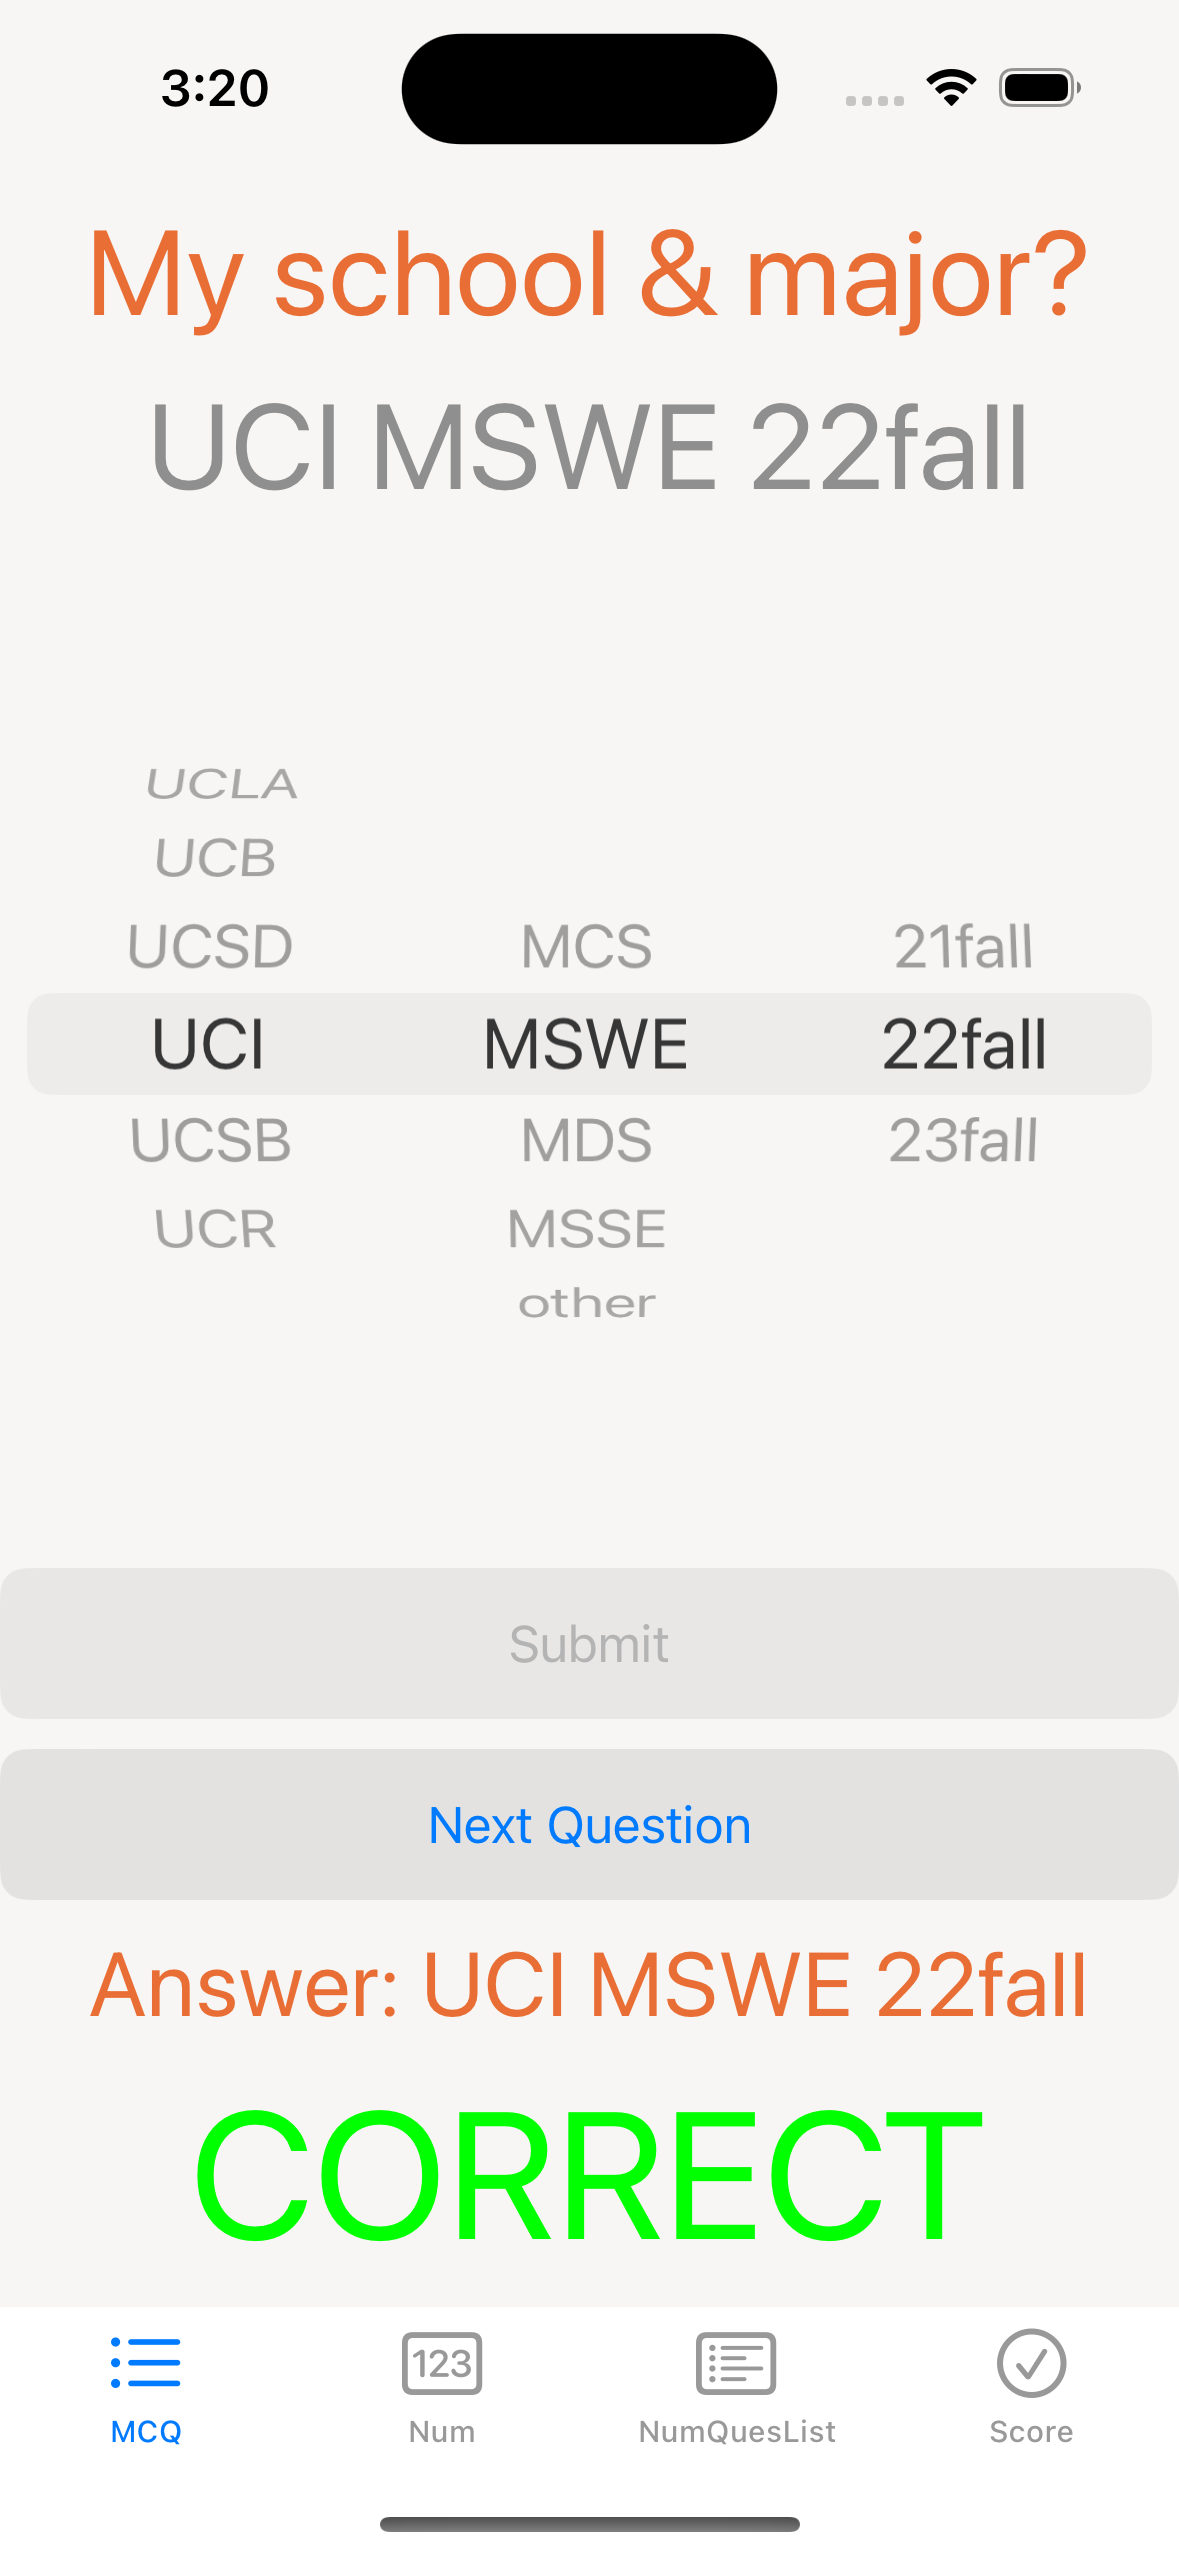 3:20
My school & major?
UCI MSWE 22fall
UCLA
UCB
UCSD MCS 21fall
UCI MSWE 22fall
UCSB MDS 23fall
UCR MSSE
other
Submit
Next Question
Answer: UCI MSWE 22fall
CORRECT
123
MCQ Num NumQuesList Score